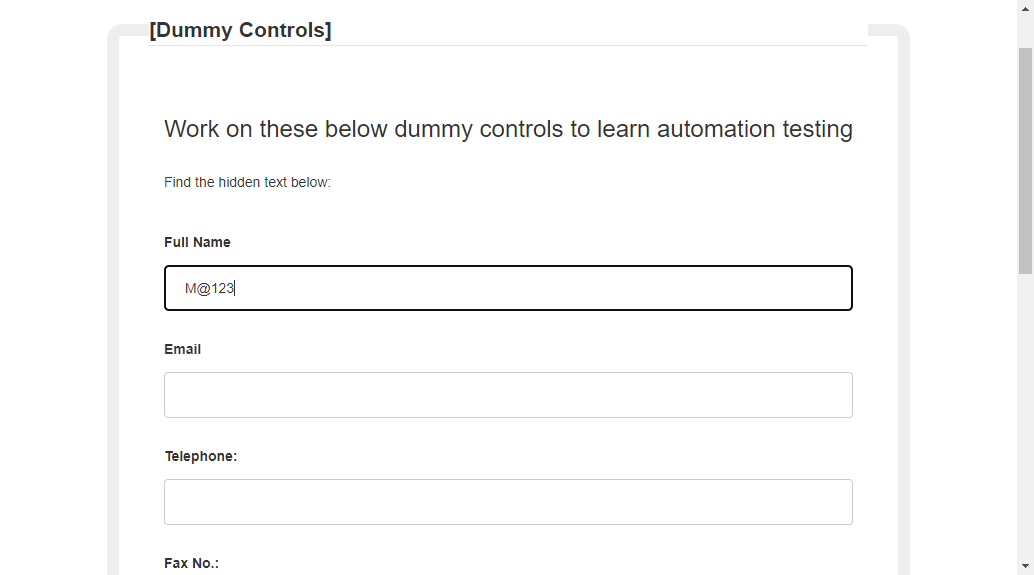 [Dummy Controls]
Work on these below dummy controls to learn automation testing
Find the hidden text below:
Full Name
M@123
Email
Telephone:
Fax No.: